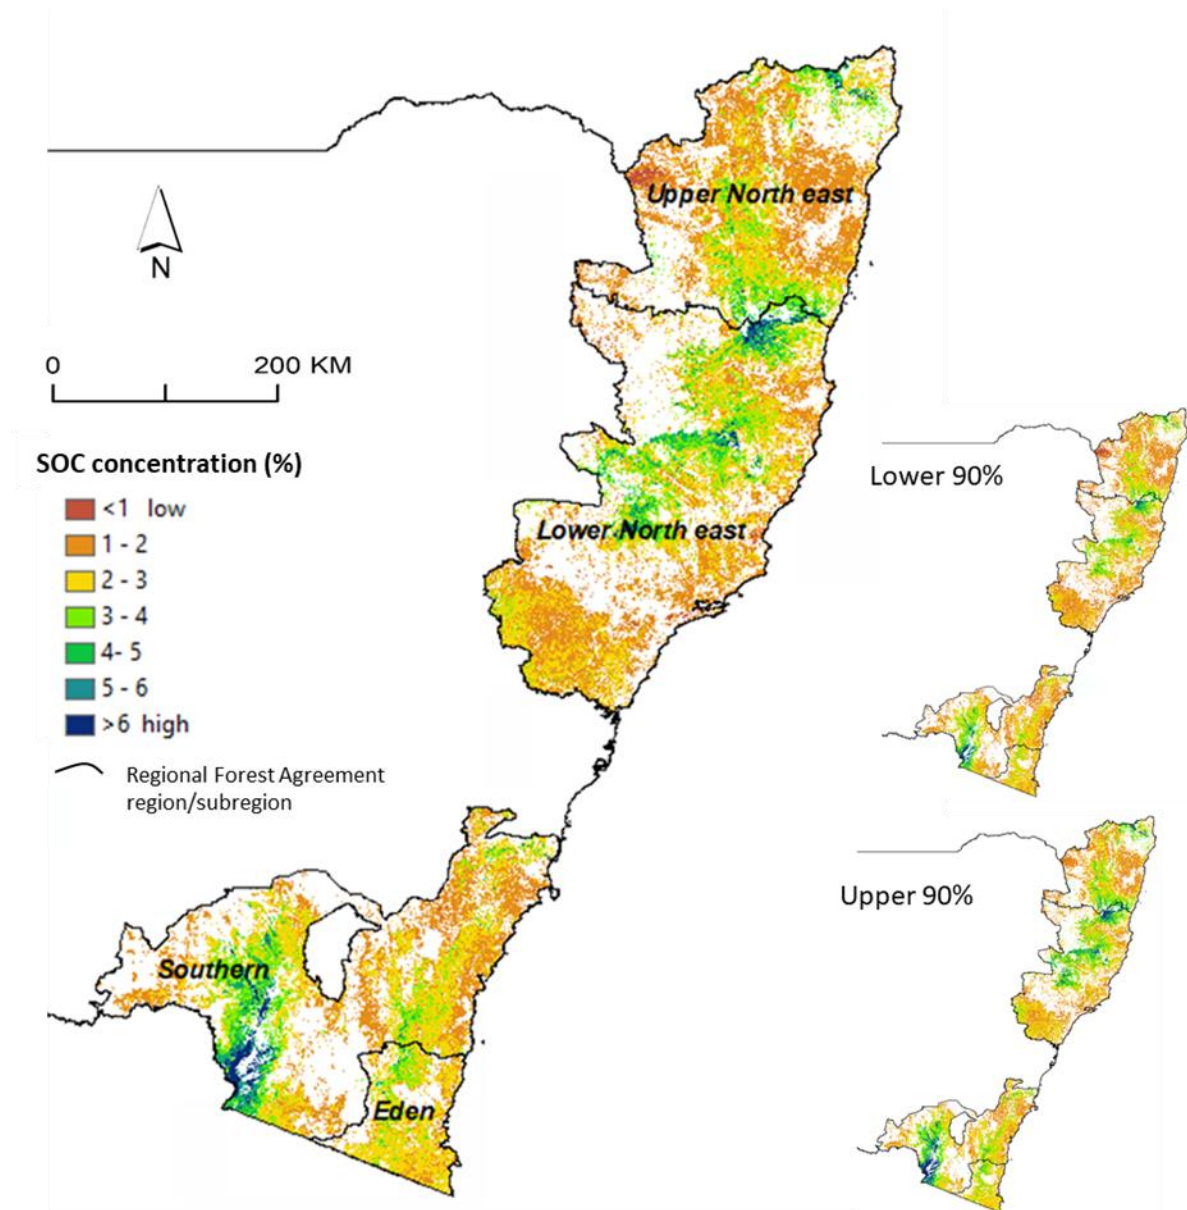 Upper North east
N
0 200 KM
SOC concentration (%)
<1 low
1 - 2
2 - 3
3 - 4
4- 5
5 - 6
>6 high
Regional Forest Agreement
region/subregion
Lower North east
Southern
Eden
Lower 90%
Upper 90%